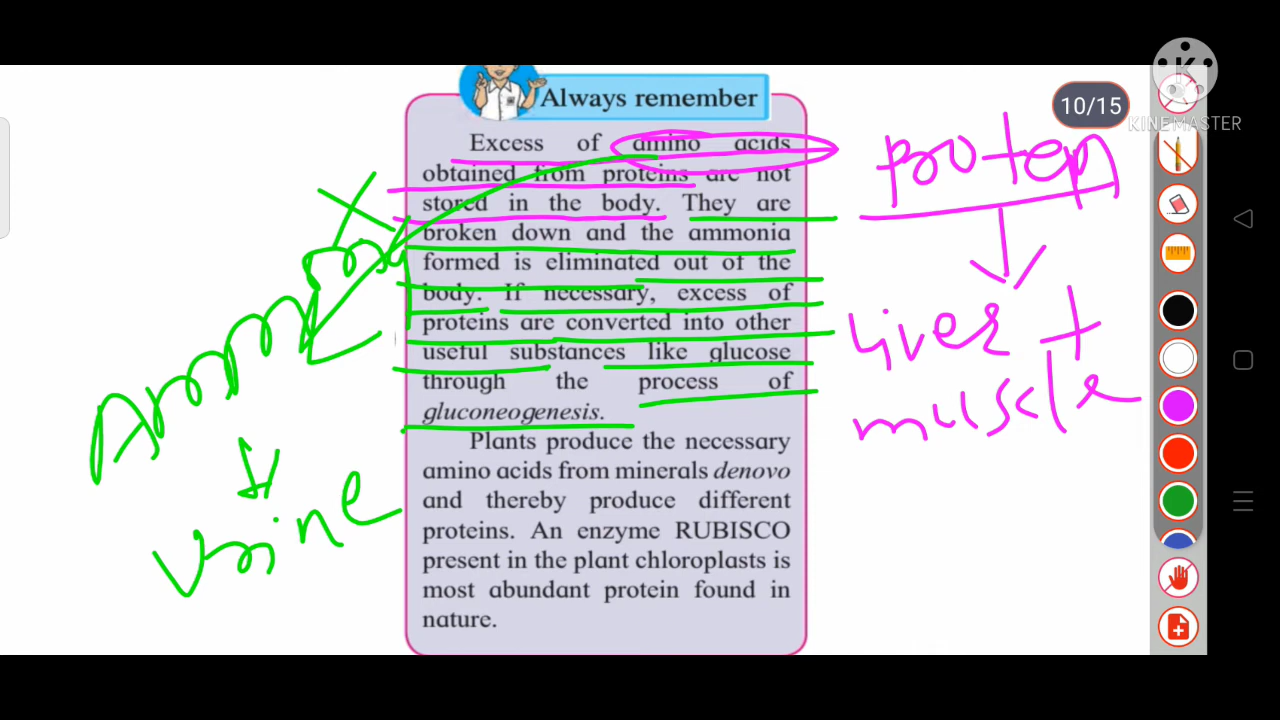 Always remember
10/15
KINEMASTER
Excess of amino acids
obtained from proteins are not
stored in the body. They are
broken down and the ammonia
formed is eliminated out of the
body. If necessary, excess of
proteins are converted into other
useful substances like glucose
through the process of
gluconeogenesis.
Plants produce the necessary
amino acids from minerals denovo
and thereby produce different
proteins. An enzyme RUBISCO
present in the plant chloroplasts is
most abundant protein found in
nature.
liver +
muscle
urine